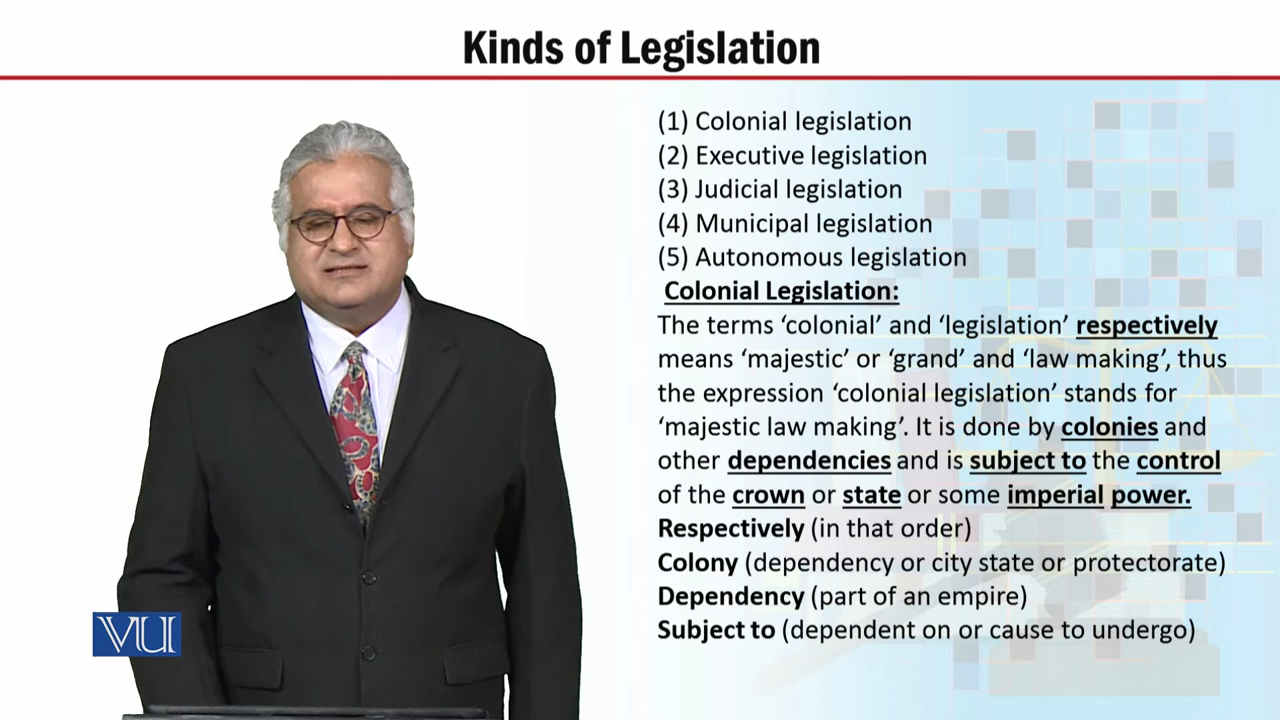 Kinds of Legislation
(1) Colonial legislation
(2) Executive legislation
(3) Judicial legislation
(4) Municipal legislation
(5) Autonomous legislation
Colonial Legislation:
The terms ‘colonial’ and ‘legislation’ respectively
means ‘majestic’ or ‘grand’ and ‘law making’, thus
the expression ‘colonial legislation’ stands for
‘majestic law making’. It is done by colonies and
other dependencies and is subject to the control
of the crown or state or some imperial power.
Respectively (in that order)
Colony (dependency or city state or protectorate)
Dependency (part of an empire)
Subject to (dependent on or cause to undergo)
VU